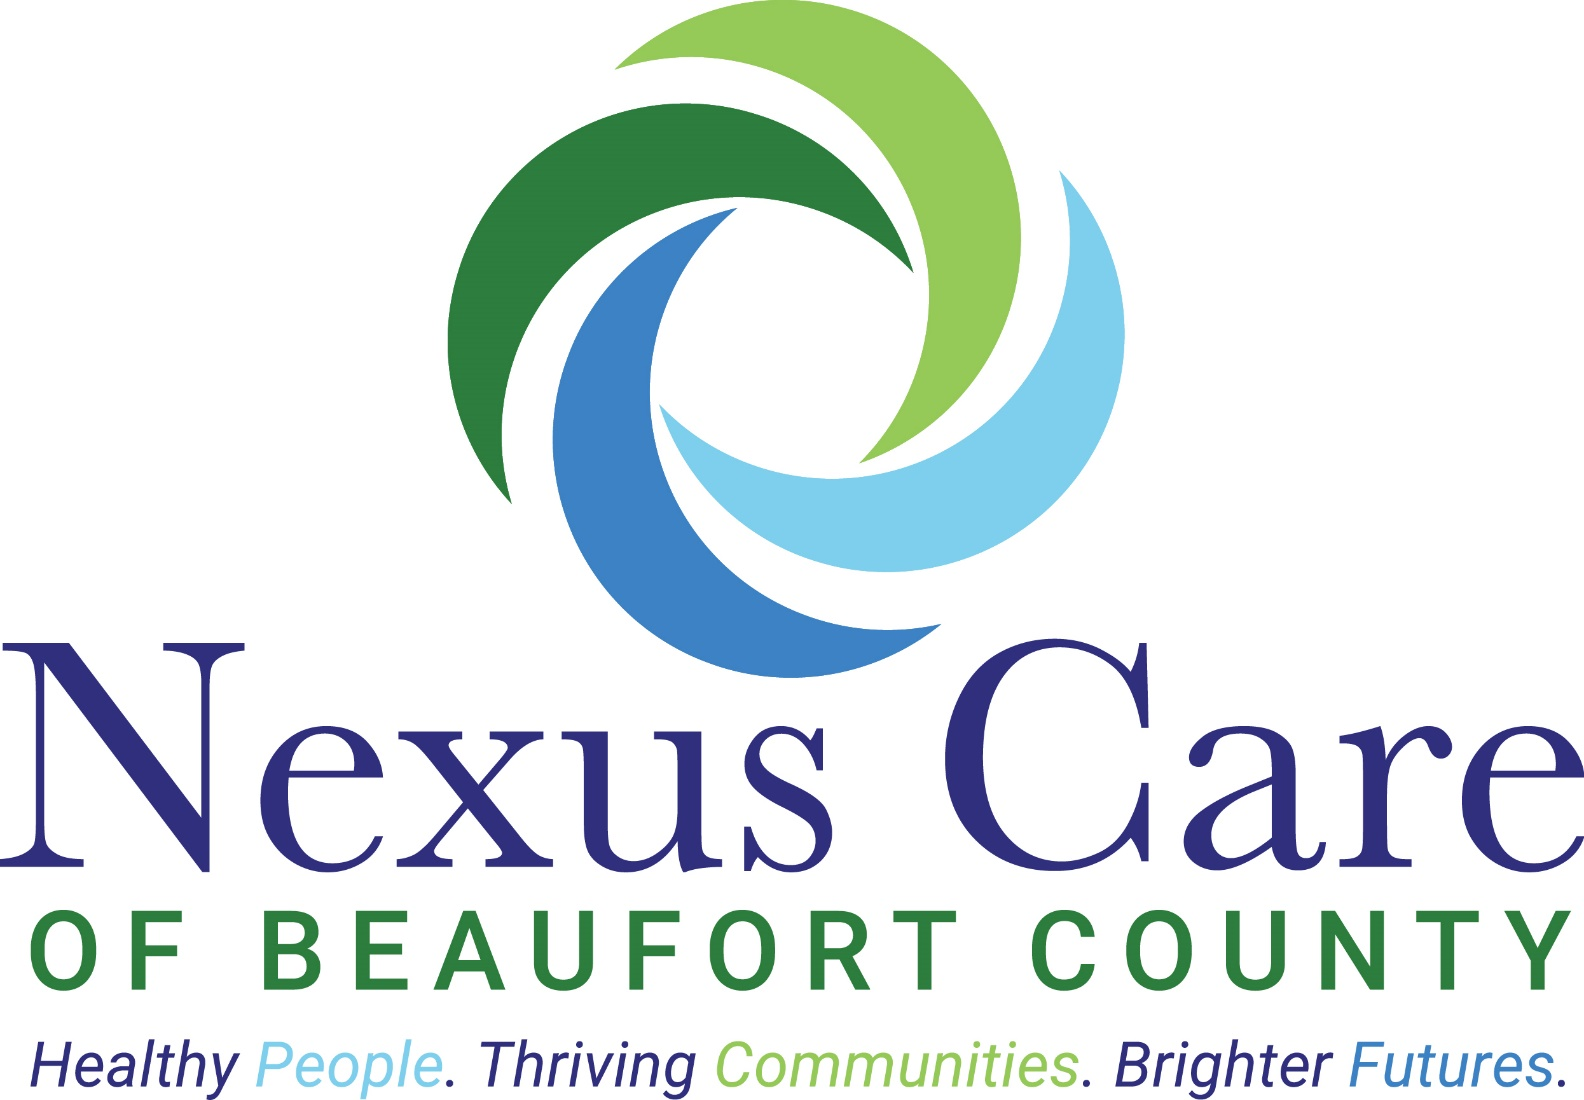 Nexus Care
OF BEAUFORT COUNTY
Healthy People. Thriving Communities. Brighter Futures.